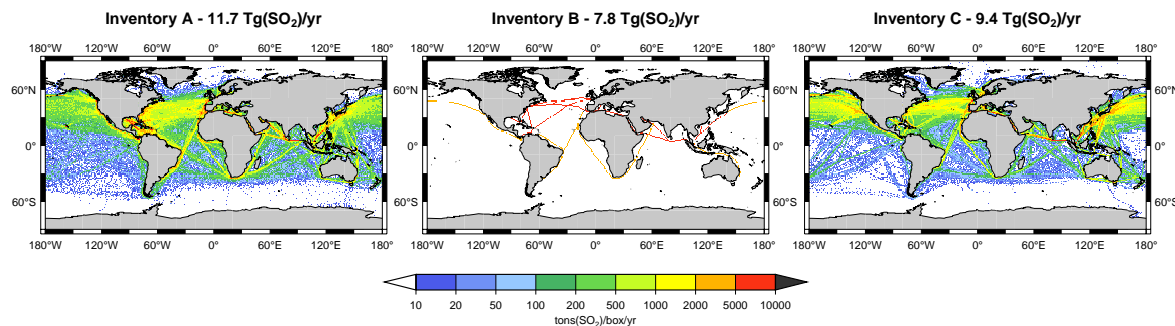 Inventory A - 11.7 Tg(SO₂)/yr
Inventory B - 7.8 Tg(SO₂)/yr
Inventory C - 9.4 Tg(SO₂)/yr
180°W 120°W 60°W 0° 60°E 120°E 180°E
180°W 120°W 60°W 0° 60°E 120°E 180°E
180°W 120°W 60°W 0° 60°E 120°E 180°E
60°N 60°N
0° 0°
60°S 60°S
180°W 120°W 60°W 0° 60°E 120°E 180°E
180°W 120°W 60°W 0° 60°E 120°E 180°E
180°W 120°W 60°W 0° 60°E 120°E 180°E
10 20 50 100 200 500 1000 2000 5000 10000
tons(SO₂)/box/yr